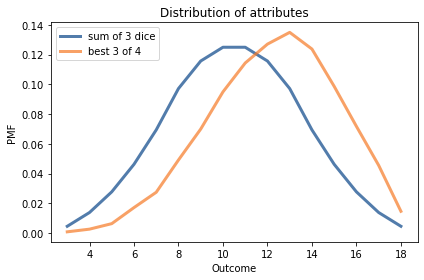 Distribution of attributes
sum of 3 dice
best 3 of 4
PMF
0.14
0.12
0.10
0.08
0.06
0.04
0.02
0.00
4 6 8 10 12 14 16 18
Outcome